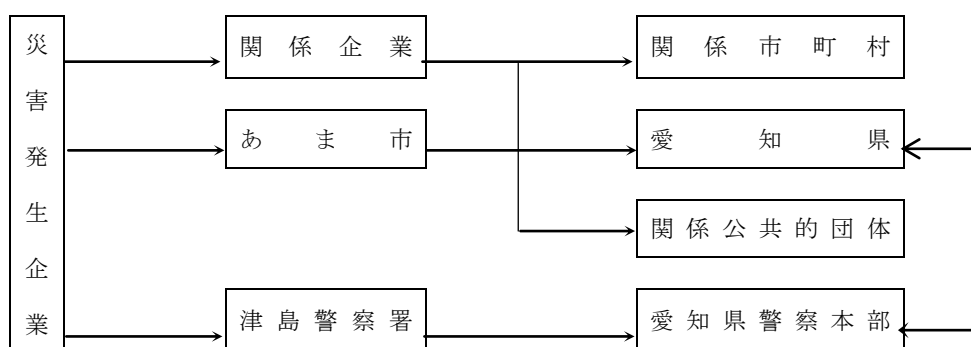 災害発生企業
関係企業
関係市町村
あま市
愛知県
関係公共的団体
津島警察署
愛知県警察本部